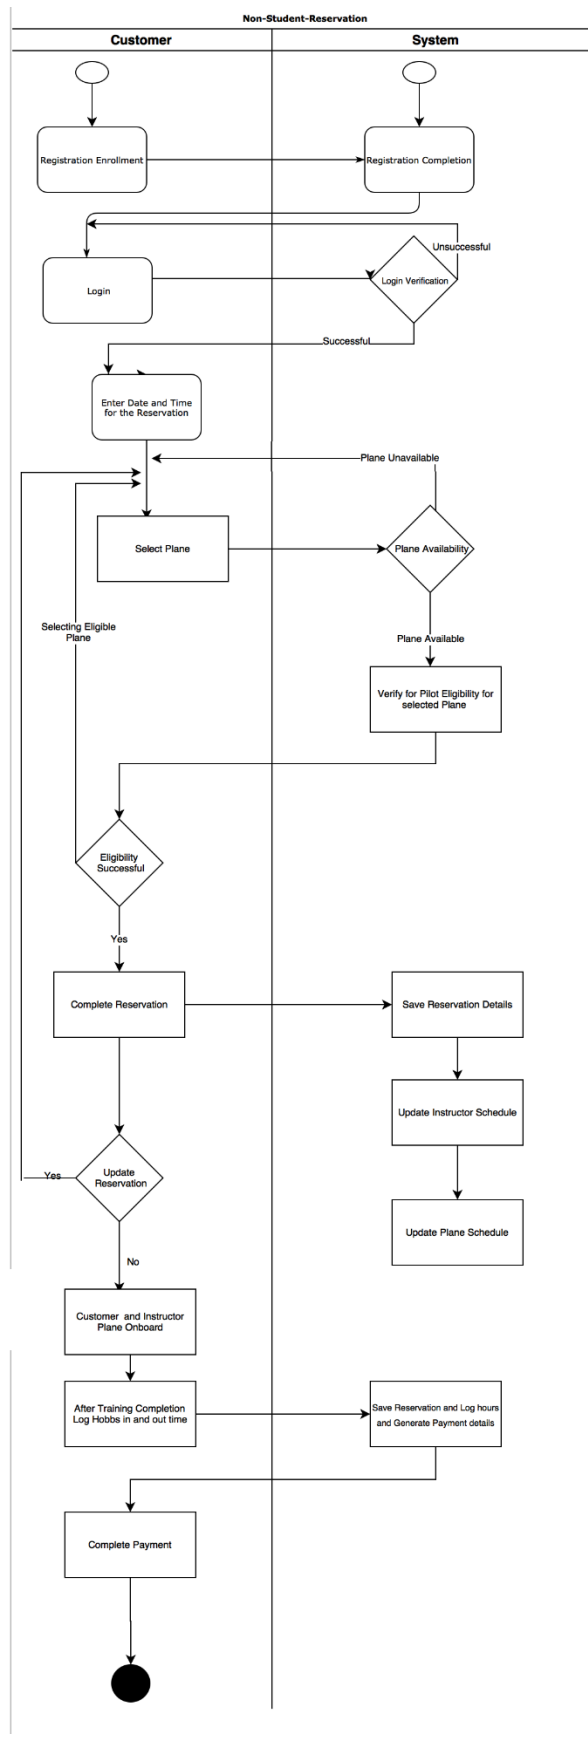 Non-Student-Reservation
Customer
System
Registration Enrollment
Registration Completion
Unsuccessful
Login
Login Verification
Successful
Enter Date and Time
for the Reservation
Plane Unavailable
Select Plane
Plane Availability
Selecting Eligible
Plane
Plane Available
Verify for Pilot Eligibility for
selected Plane
Eligibility
Successful
Yes
Complete Reservation
Save Reservation Details
Update Instructor Schedule
Yes
Update
Reservation
Update Plane Schedule
No
Customer and Instructor
Plane Onboard
After Training Completion
Log Hobbs in and out time
Save Reservation and Log hours
and Generate Payment details
Complete Payment